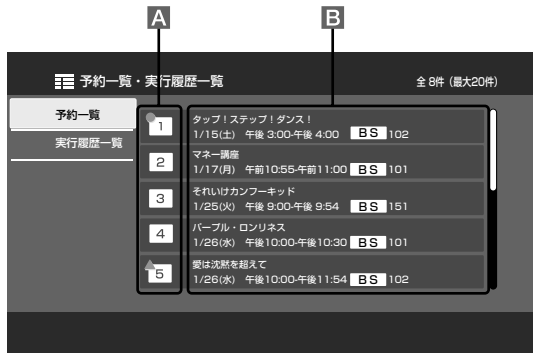 A B
予約一覧・実行履歴一覧 全8件(最大20件)
予約一覧
実行履歴一覧
1 タップ!ステップ!ダンス!
1/15(土) 午後 3:00-午後 4:00 BS 102
2 マネー講座
1/17(月) 午前10:55-午前11:00 BS 101
3 それいけカンフーキッド
1/25(火) 午後 9:00-午後 9:54 BS 151
4 パープル・ロンリネス
1/26(水) 午後10:00-午後10:30 BS 101
5 愛は沈黙を超えて
1/26(水) 午後10:00-午後11:54 BS 102